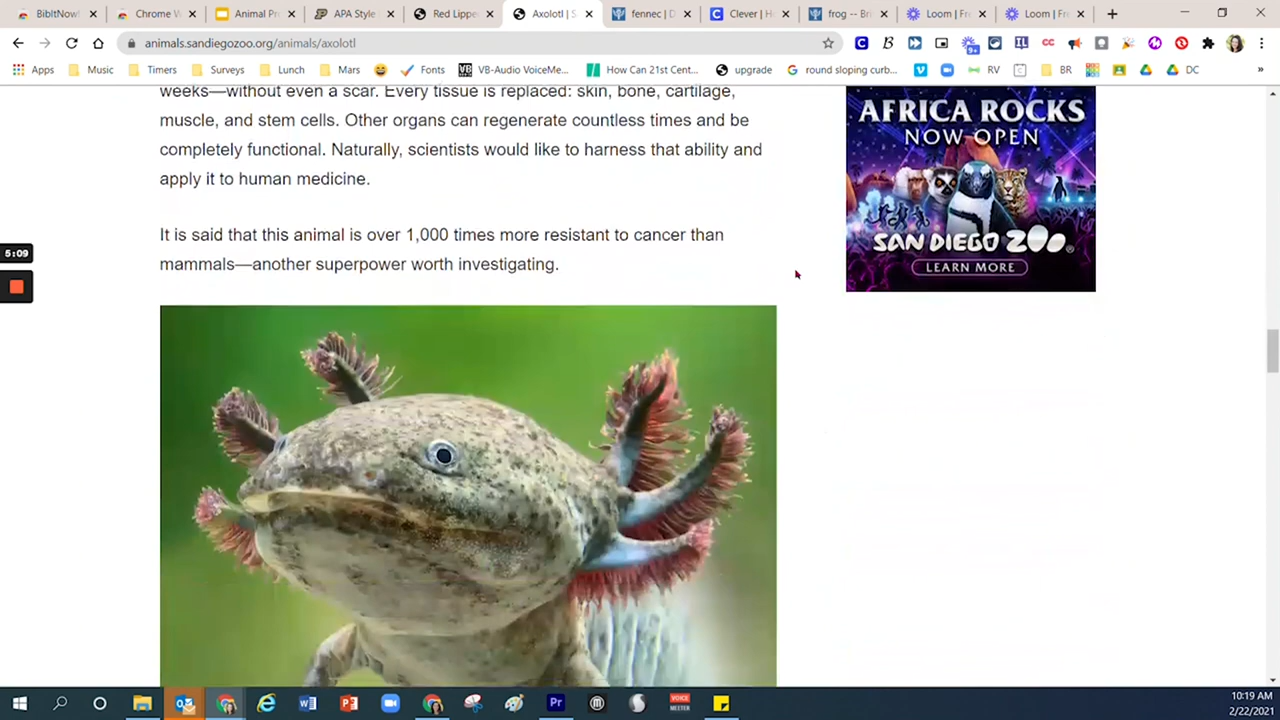 BibItNow!
Chrome W
Animal Pr
APA Style
Red Lippe
Axolotl | S
fennec | D
Clever | H
frog -- Bri
Loom | Fr
Loom | Fr
animals.sandiegozoo.org/animals/axolotl
9+
Apps
Music
Timers
Surveys
Lunch
Mars
Fonts
VB-Audio VoiceMe...
How Can 21st Cent...
upgrade
round sloping curb...
RV
BR
DC
»
weeks—without even a scar. Every tissue is replaced: skin, bone, cartilage,
muscle, and stem cells. Other organs can regenerate countless times and be
completely functional. Naturally, scientists would like to harness that ability and
apply it to human medicine.
It is said that this animal is over 1,000 times more resistant to cancer than
mammals—another superpower worth investigating.
AFRICA ROCKS
NOW OPEN
SAN DIEGO ZOO®
LEARN MORE
5:09
VOICE
MEETER
10:19 AM
2/22/2021